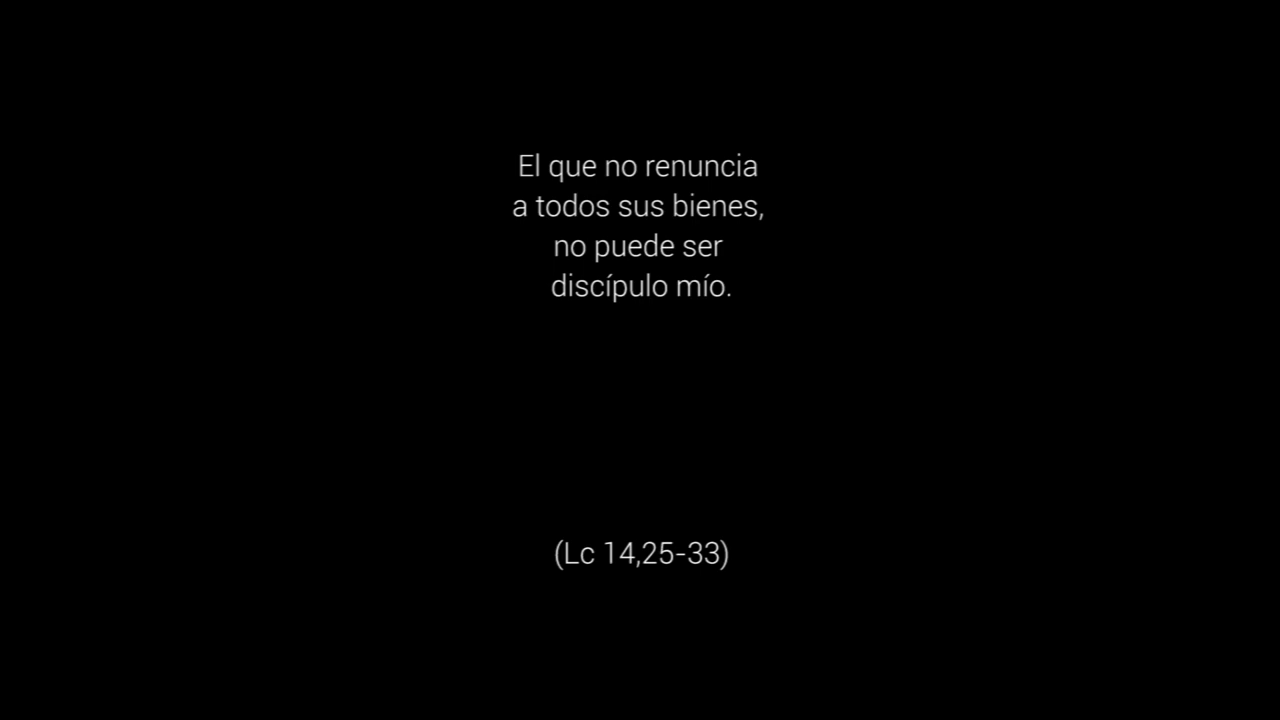 El que no renuncia
a todos sus bienes,
no puede ser
discípulo mío.
(Lc 14,25-33)